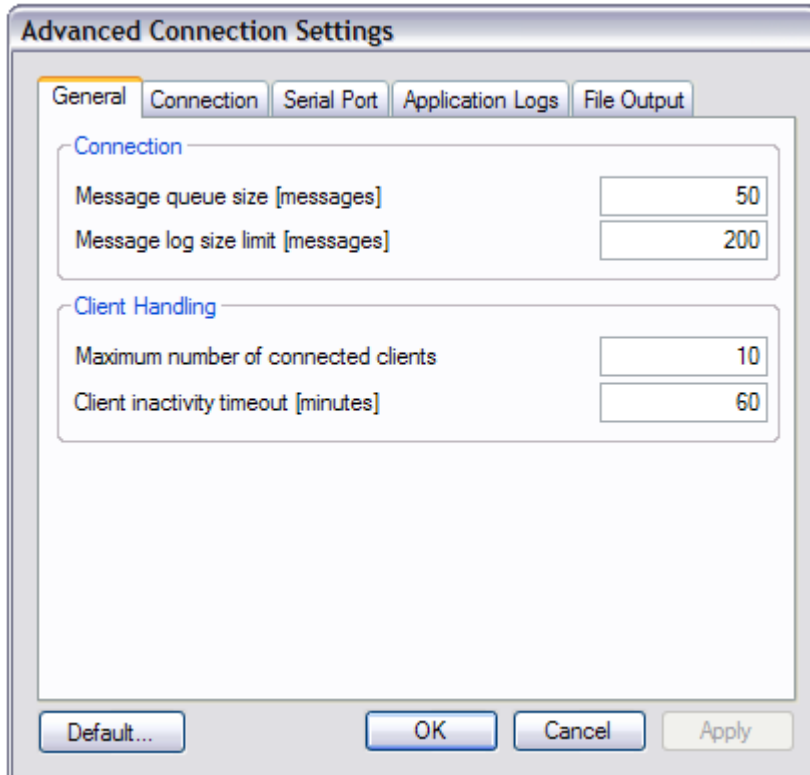 Advanced Connection Settings
General Connection Serial Port Application Logs File Output
Connection
Message queue size [messages] 50
Message log size limit [messages] 200
Client Handling
Maximum number of connected clients 10
Client inactivity timeout [minutes] 60
Default... OK Cancel Apply